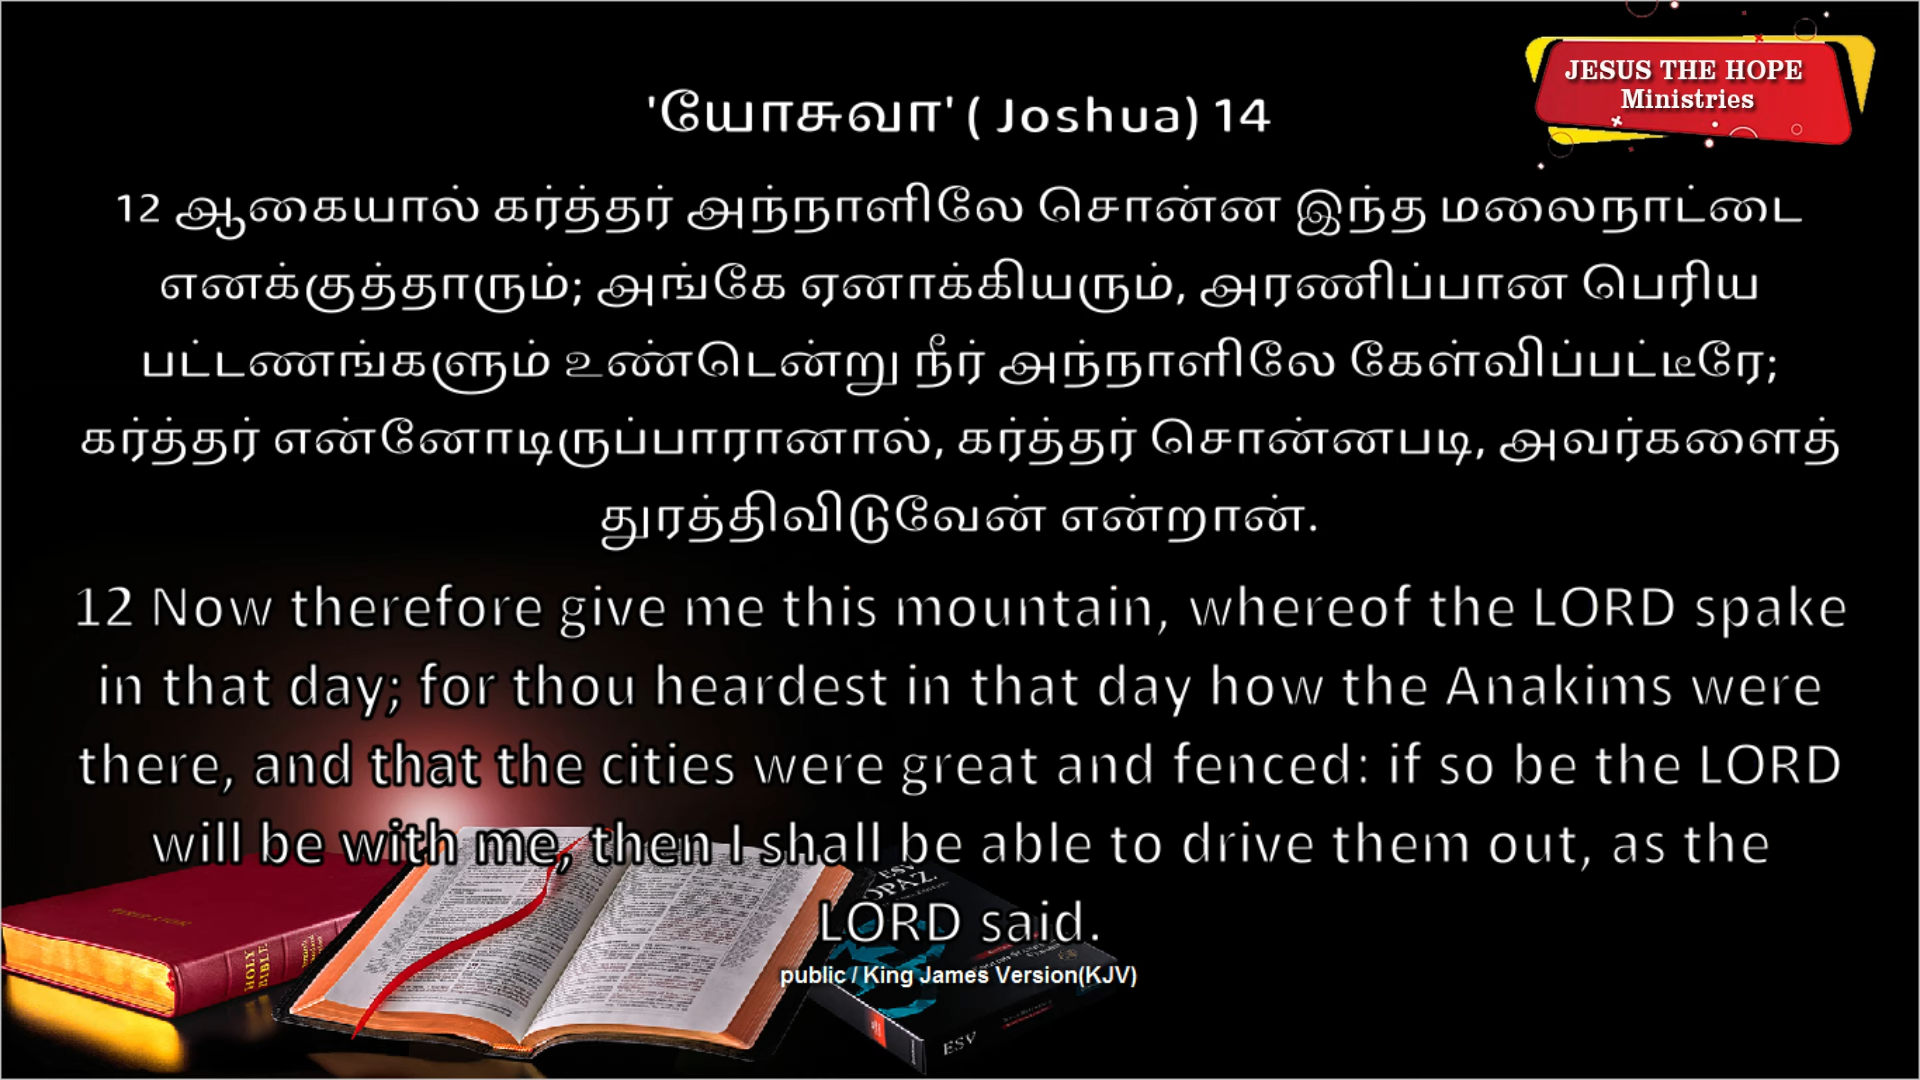 JESUS THE HOPE
Ministries
'யோசுவா' ( Joshua) 14
12 ஆகையால் கர்த்தர் அந்நாளிலே சொன்ன இந்த மலைநாட்டை
எனக்குத்தாரும்; அங்கே ஏனாக்கியரும், அரணிப்பான பெரிய
பட்டணங்களும் உண்டென்று நீர் அந்நாளிலே கேள்விப்பட்டீரே;
கர்த்தர் என்னோடிருப்பாரானால், கர்த்தர் சொன்னபடி, அவர்களைத்
துரத்திவிடுவேன் என்றான்.
12 Now therefore give me this mountain, whereof the LORD spake
in that day; for thou heardest in that day how the Anakims were
there, and that the cities were great and fenced: if so be the LORD
will be with me, then I shall be able to drive them out, as the
LORD said.
public / King James Version(KJV)
HOLY
BIBLE
ESV